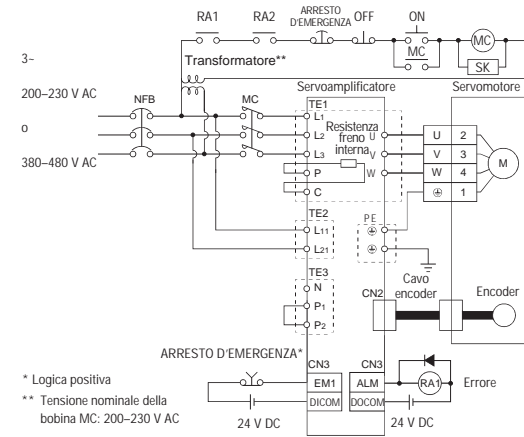 RA1 RA2 ARRESTO D'EMERGENZA OFF ON
MC
MC
SK
3~
Transformatore**
200–230 V AC
o
380–480 V AC
NFB
MC
Servoamplificatore
Servomotore
TE1
L1
L2
L3
P
C
Resistenza
freno
interna
U
V
W
U 2
V 3
W 4
1
M
TE2
L11
L21
PE
TE3
N
P1
P2
CN2
Cavo
encoder
Encoder
ARRESTO D'EMERGENZA*
CN3
CN3
EM1
DICOM
ALM
DOCOM
RA1
Errore
24 V DC
24 V DC
* Logica positiva
** Tensione nominale della
bobina MC: 200–230 V AC